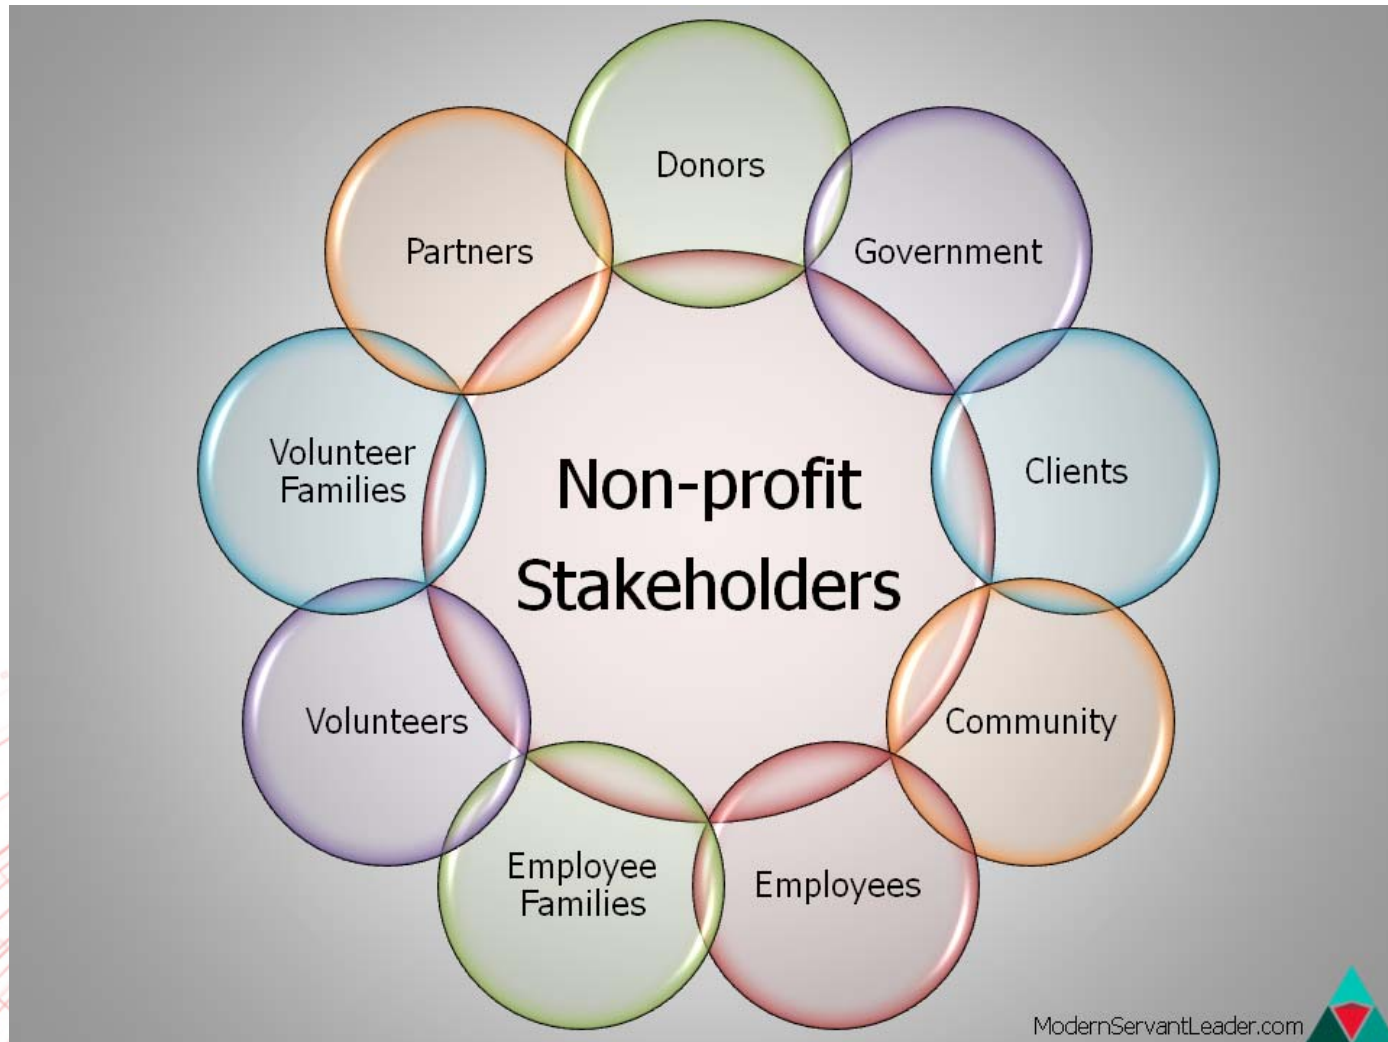 Donors
Partners
Government
Volunteer
Families
Non-profit
Stakeholders
Clients
Volunteers
Community
Employee
Families
Employees
ModernServantLeader.com